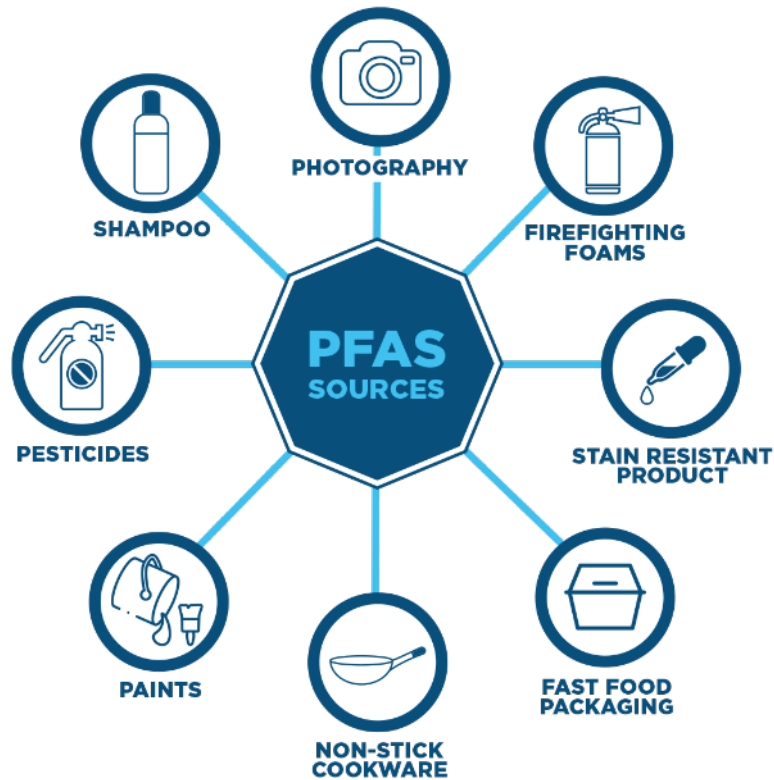 PHOTOGRAPHY
SHAMPOO
FIREFIGHTING
FOAMS
PFAS
SOURCES
PESTICIDES
STAIN RESISTANT
PRODUCT
PAINTS
FAST FOOD
PACKAGING
NON-STICK
COOKWARE